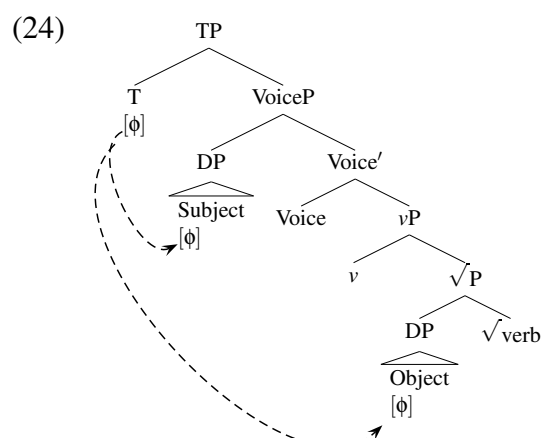 (24)
TP
T VoiceP
[ϕ]
DP Voice′
Subject Voice vP
[ϕ]
v √P
DP √verb
Object
[ϕ]